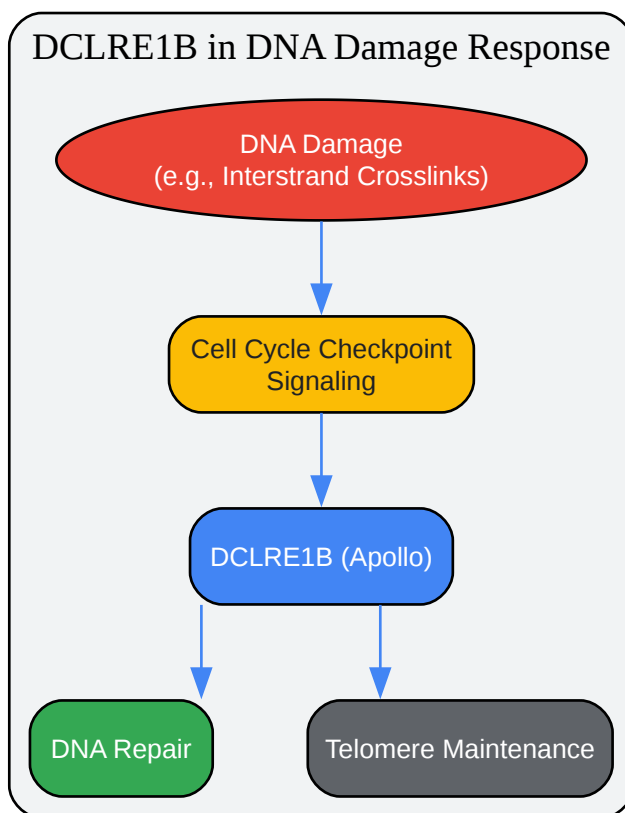 DCLRE1B in DNA Damage Response
DNA Damage
(e.g., Interstrand Crosslinks)
Cell Cycle Checkpoint
Signaling
DCLRE1B (Apollo)
DNA Repair
Telomere Maintenance